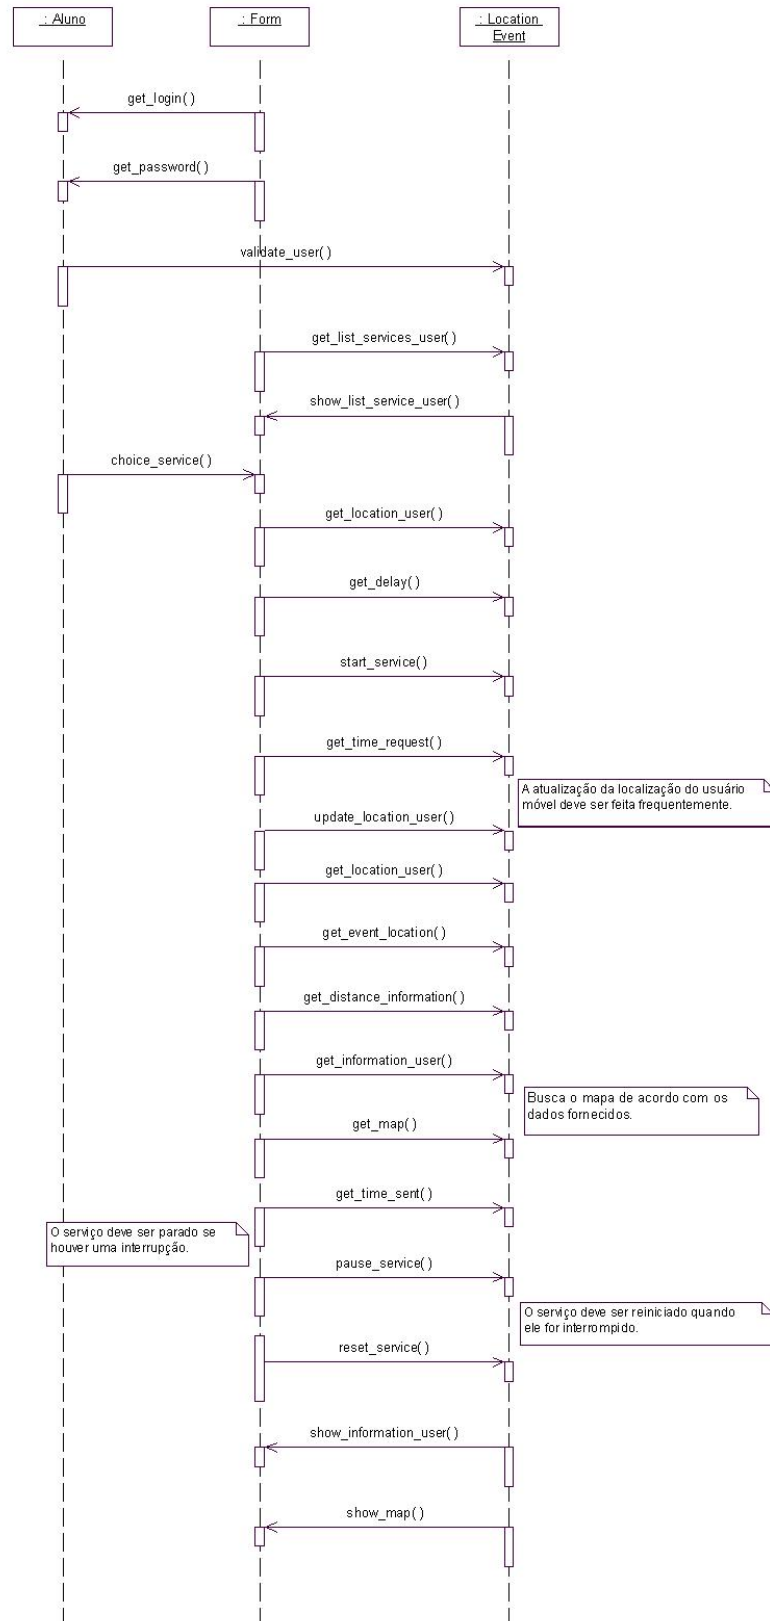 : Aluno
: Form
: Location
Event
get_login( )
get_password( )
validate_user( )
get_list_services_user( )
show_list_service_user( )
choice_service( )
get_location_user( )
get_delay( )
start_service( )
get_time_request( )
A atualização da localização do usuário
móvel deve ser feita frequentemente.
update_location_user( )
get_location_user( )
get_event_location( )
get_distance_information( )
get_information_user( )
Busca o mapa de acordo com os
dados fornecidos.
get_map( )
get_time_sent( )
O serviço deve ser parado se
houver uma interrupção.
pause_service( )
O serviço deve ser reiniciado quando
ele for interrompido.
reset_service( )
show_information_user( )
show_map( )